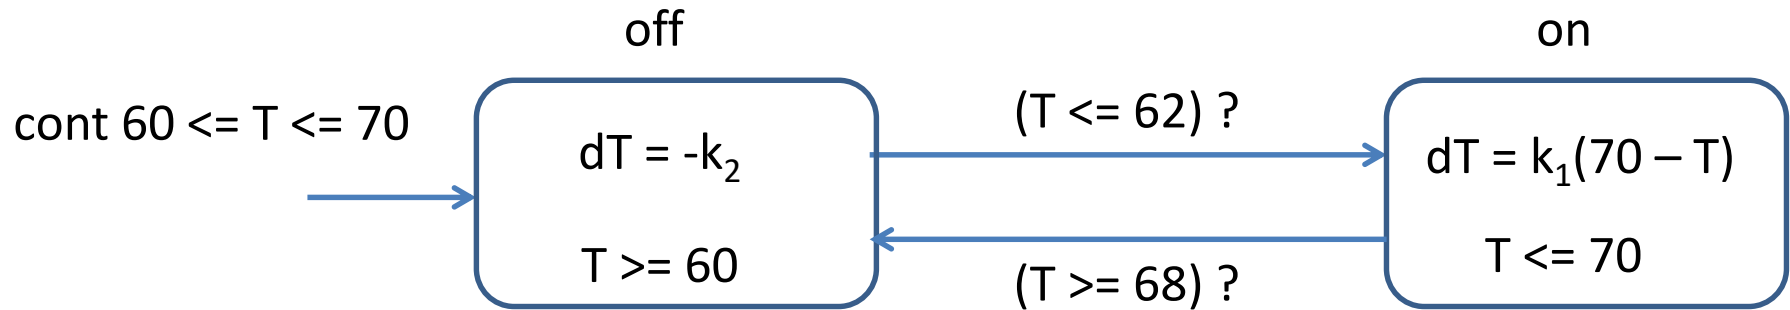 off
on
cont 60 <= T <= 70
dT = -k₂
T >= 60
(T <= 62) ?
(T >= 68) ?
dT = k₁(70 – T)
T <= 70